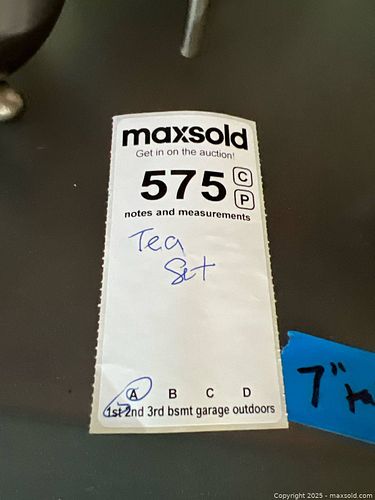 maxsold
Get in on the auction!
575 C
P
notes and measurements
Tea
Set
A B C D
1st 2nd 3rd bsmt garage outdoors
7"
Copyright 2025 - maxsold.com